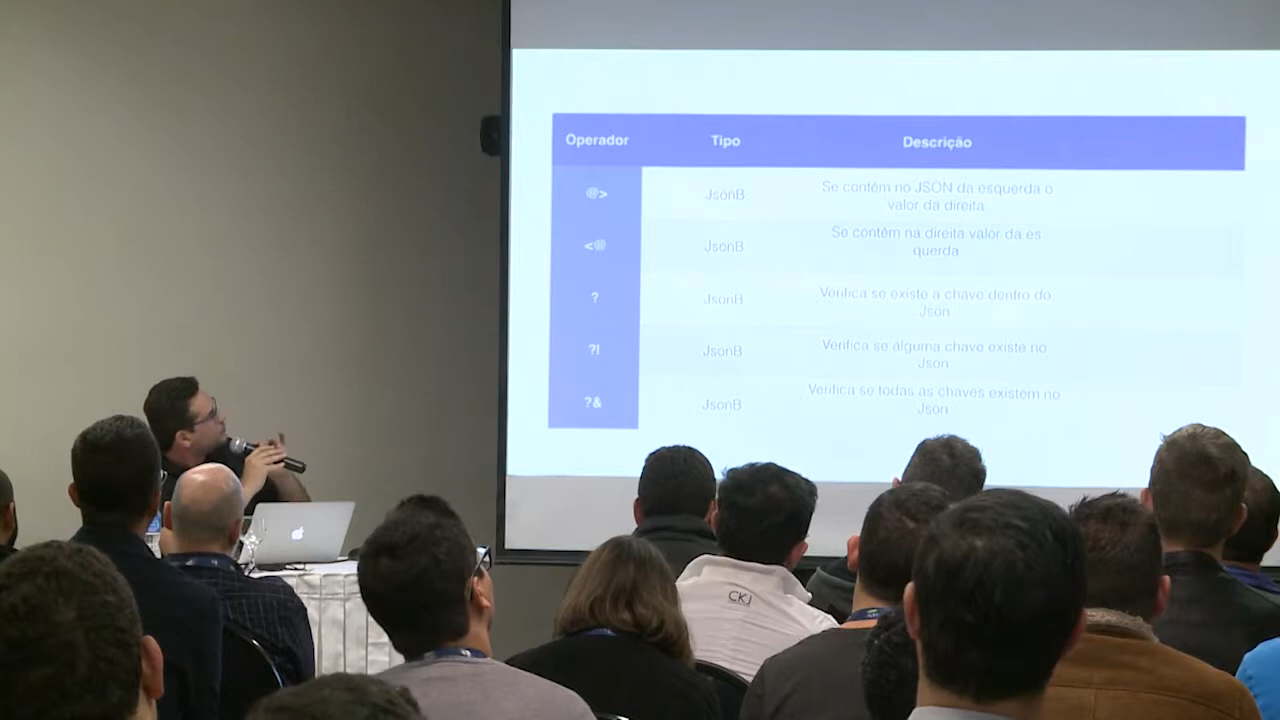 Operador Tipo Descrição
@> JsonB Se contém no JSON da esquerda o
valor da direita
<@ JsonB Se contém na direita valor da es
querda
? JsonB Verifica se existe a chave dentro do
Json
?| JsonB Verifica se alguma chave existe no
Json
?& JsonB Verifica se todas as chaves existem no
Json
CK